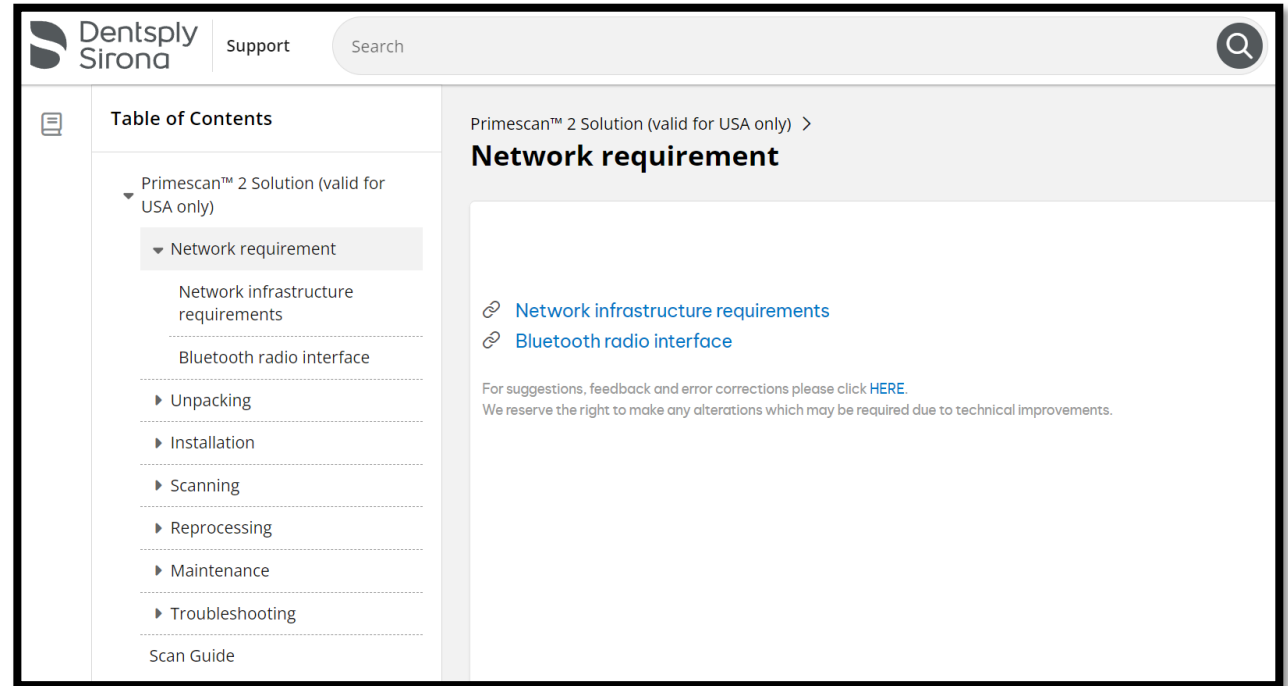 Dentsply
Sirona
Support
Search
Table of Contents
Primescan™ 2 Solution (valid for
USA only)
Network requirement
Network infrastructure
requirements
Bluetooth radio interface
Unpacking
Installation
Scanning
Reprocessing
Maintenance
Troubleshooting
Scan Guide
Primescan™ 2 Solution (valid for USA only) >
Network requirement
Network infrastructure requirements
Bluetooth radio interface
For suggestions, feedback and error corrections please click HERE.
We reserve the right to make any alterations which may be required due to technical improvements.